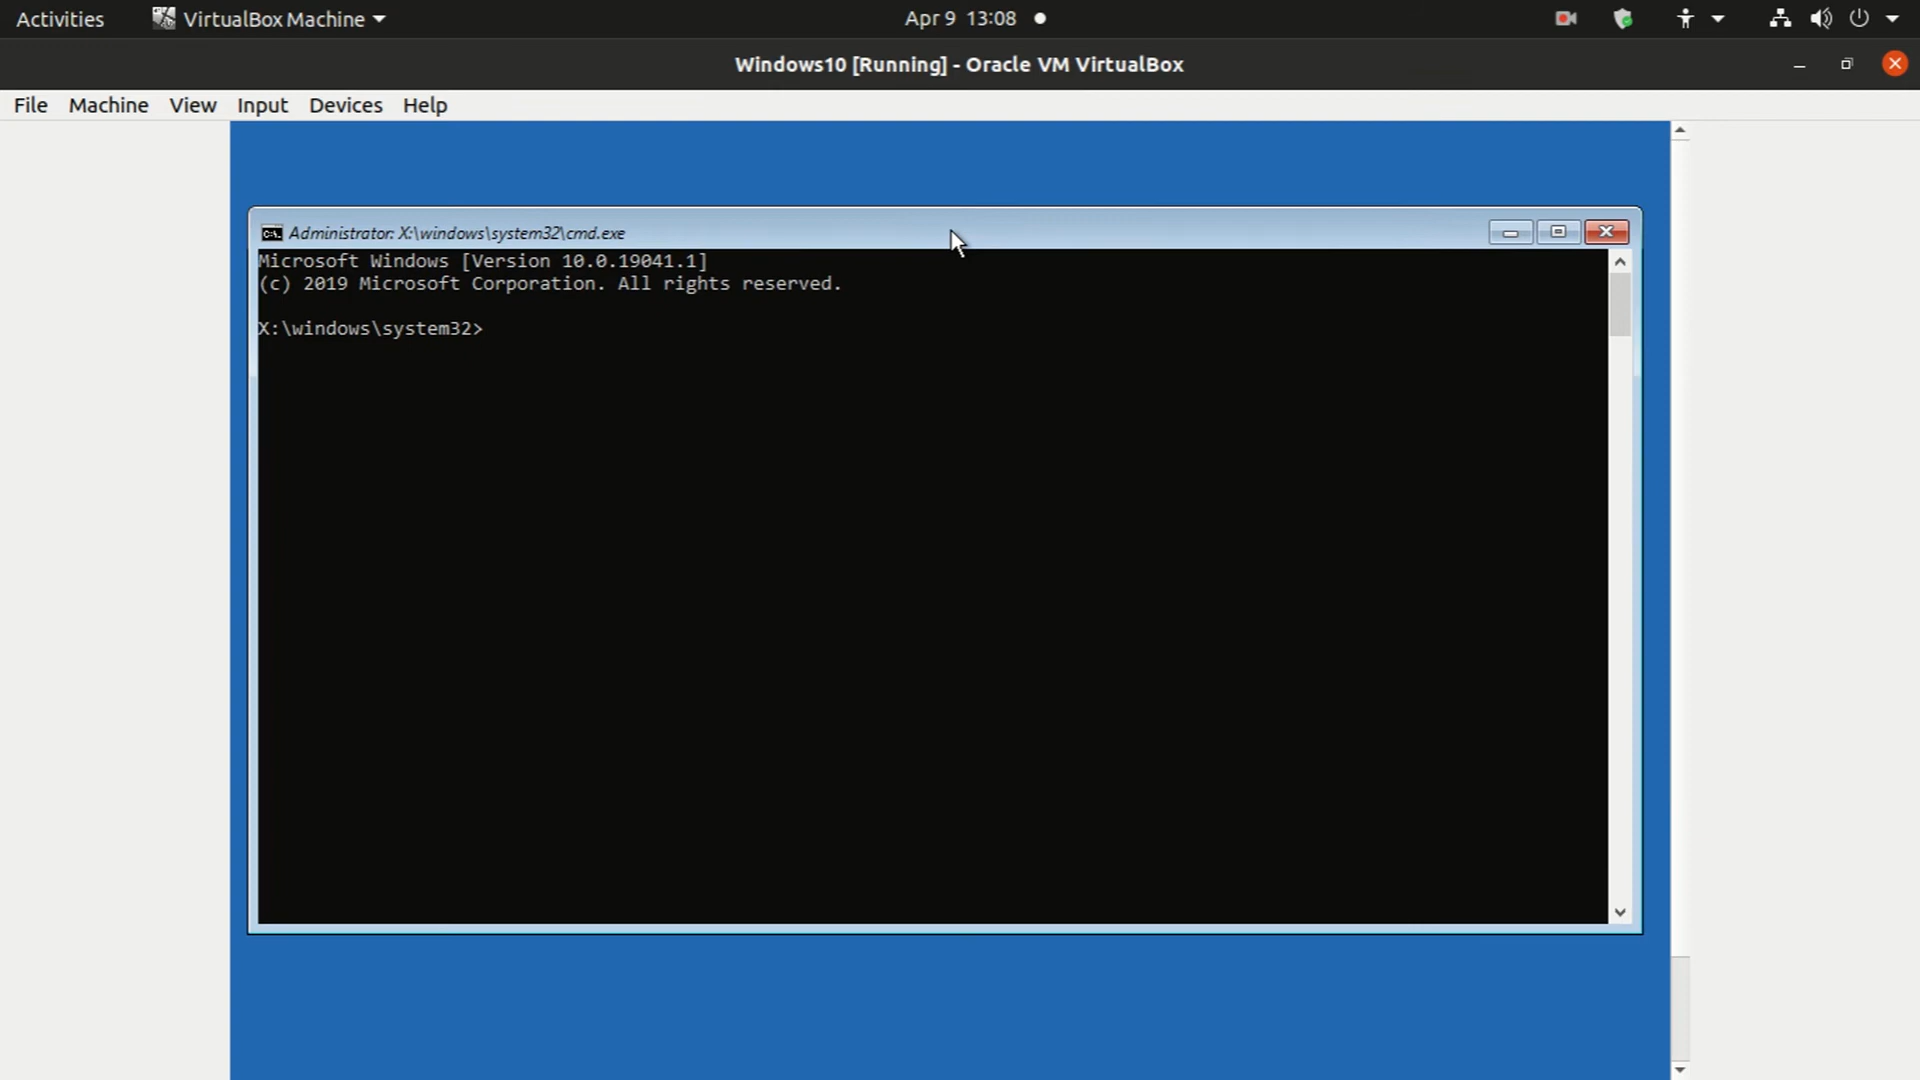 Activities VirtualBox Machine Apr 9 13:08
Windows10 [Running] - Oracle VM VirtualBox
File Machine View Input Devices Help
Administrator: X:\windows\system32\cmd.exe
Microsoft Windows [Version 10.0.19041.1]
(c) 2019 Microsoft Corporation. All rights reserved.
X:\windows\system32>